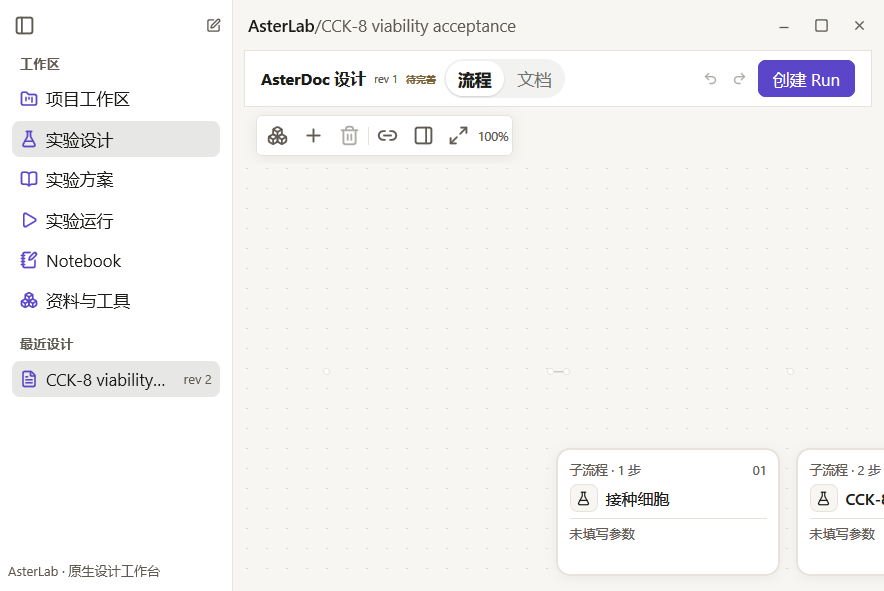 AsterLab/CCK-8 viability acceptance
工作区
项目工作区
实验设计
实验方案
实验运行
Notebook
资料与工具
最近设计
CCK-8 viability... rev 2
AsterLab · 原生设计工作台
AsterDoc 设计 rev 1 待完善 流程 文档 创建 Run
100%
子流程 · 1 步 01
接种细胞
未填写参数
子流程 · 2 步
CCK-8
未填写参数